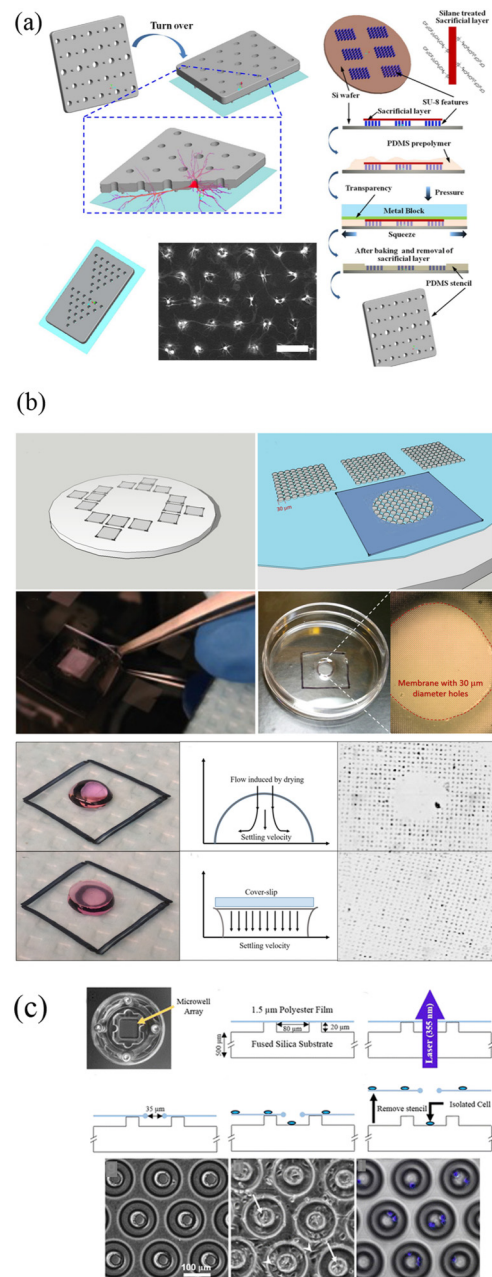 (a)
Turn over
Silane treated
Sacrificial layer
Si wafer
SU-8 features
Sacrificial layer
PDMS prepolymer
Transparency
Pressure
Metal Block
Squeeze
After baking and removal of
sacrificial layer
PDMS stencil
(b)
30 μm
Membrane with 30 μm
diameter holes
Flow induced by drying
Settling velocity
Settling velocity
Cover-slip
Settling velocity
(c)
Microwell
Array
1.5 μm Polyester Film
80 μm
20 μm
500 μm
Fused Silica Substrate
Laser (355 nm)
35 μm
Remove stencil
Isolated Cell
100 μm